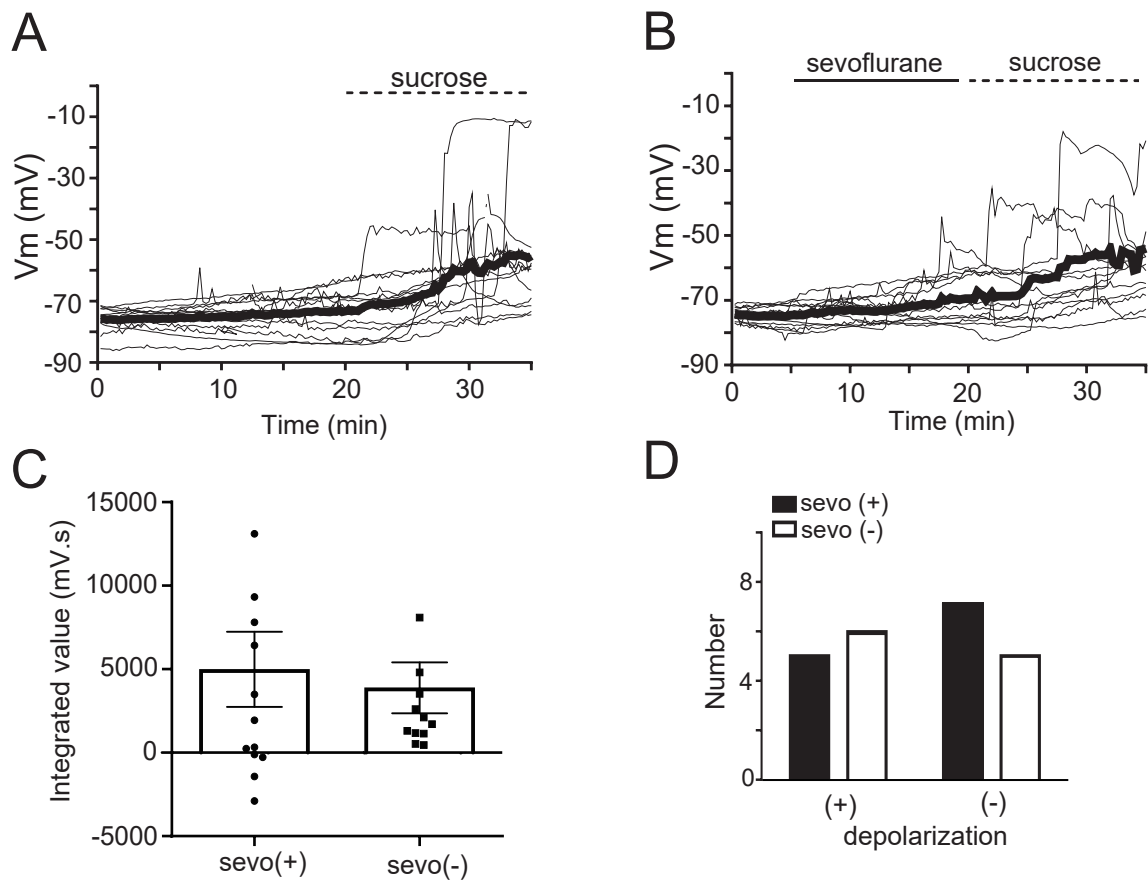 A
sucrose
-10
-30
-50
-70
-90
Vm (mV)
0
10
20
30
Time (min)
B
sevoflurane
sucrose
-10
-30
-50
-70
-90
Vm (mV)
0
10
20
30
Time (min)
C
15000
10000
5000
0
-5000
Integrated value (mV.s)
sevo(+)
sevo(-)
D
sevo (+)
sevo (-)
8
4
0
Number
(+)
(-)
depolarization